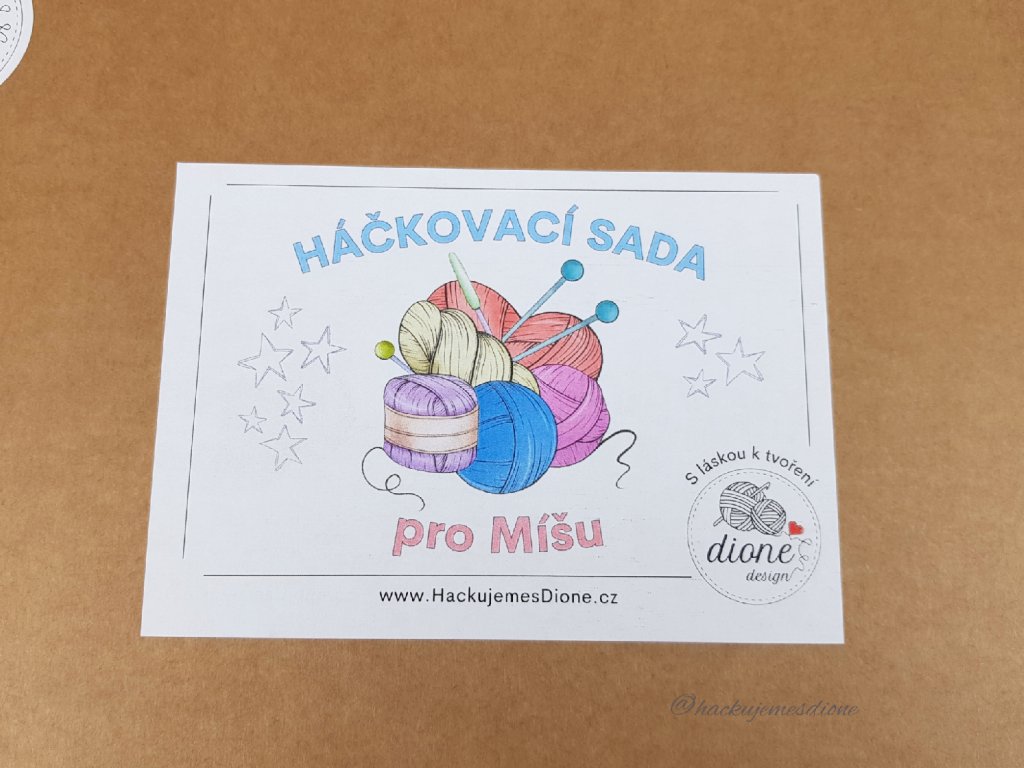 HÁČKOVACÍ SADA
pro Míšu
S láskou k tvoření
dione
design
www.HackujemesDione.cz
@hackujemesdione